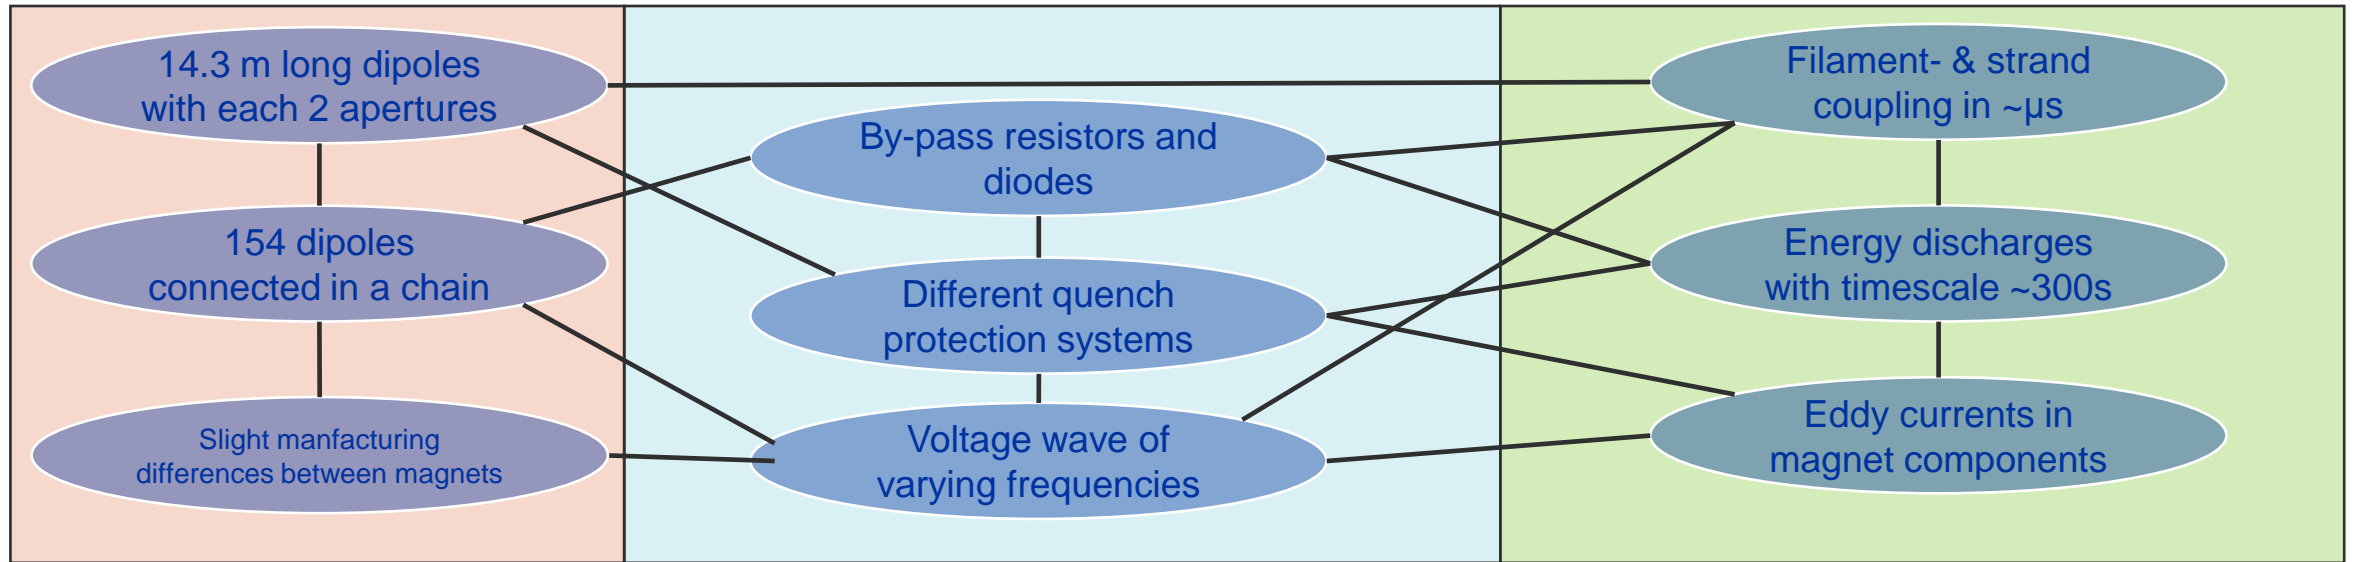 14.3 m long dipoles
with each 2 apertures
154 dipoles
connected in a chain
Slight manfacturing
differences between magnets
By-pass resistors and
diodes
Different quench
protection systems
Voltage wave of
varying frequencies
Filament- & strand
coupling in ~µs
Energy discharges
with timescale ~300s
Eddy currents in
magnet components